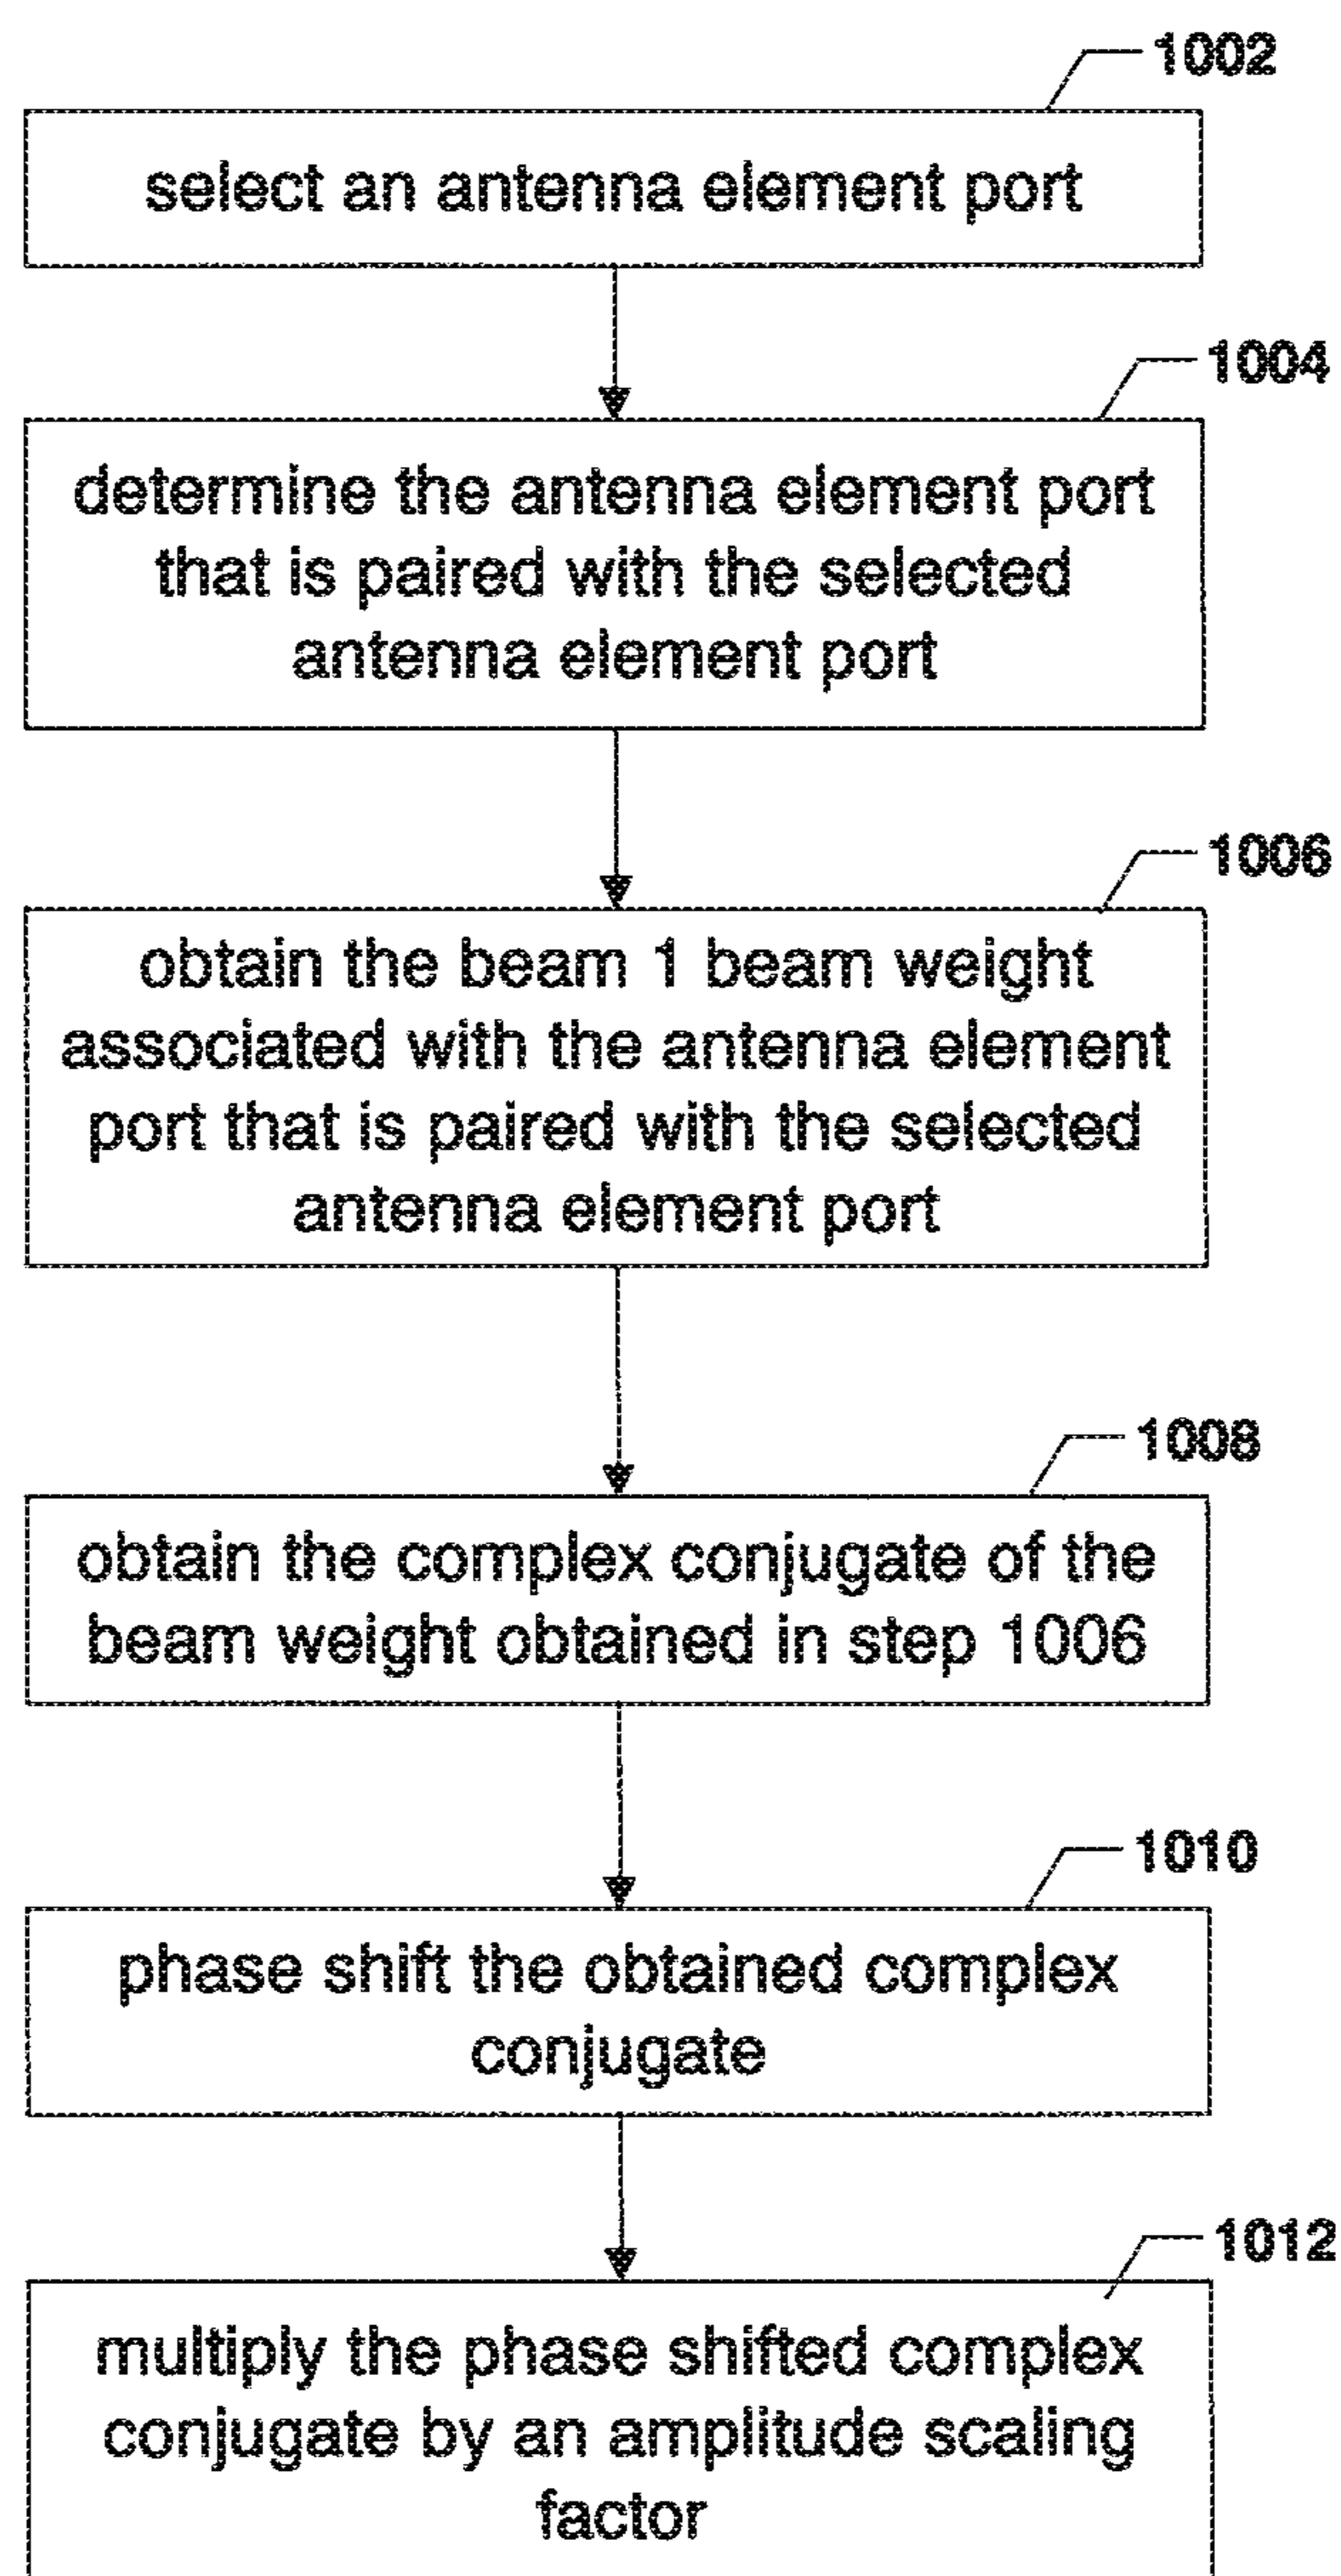 1002
select an antenna element port
1004
determine the antenna element port
that is paired with the selected
antenna element port
1006
obtain the beam 1 beam weight
associated with the antenna element
port that is paired with the selected
antenna element port
1008
obtain the complex conjugate of the
beam weight obtained in step 1006
1010
phase shift the obtained complex
conjugate
1012
multiply the phase shifted complex
conjugate by an amplitude scaling
factor